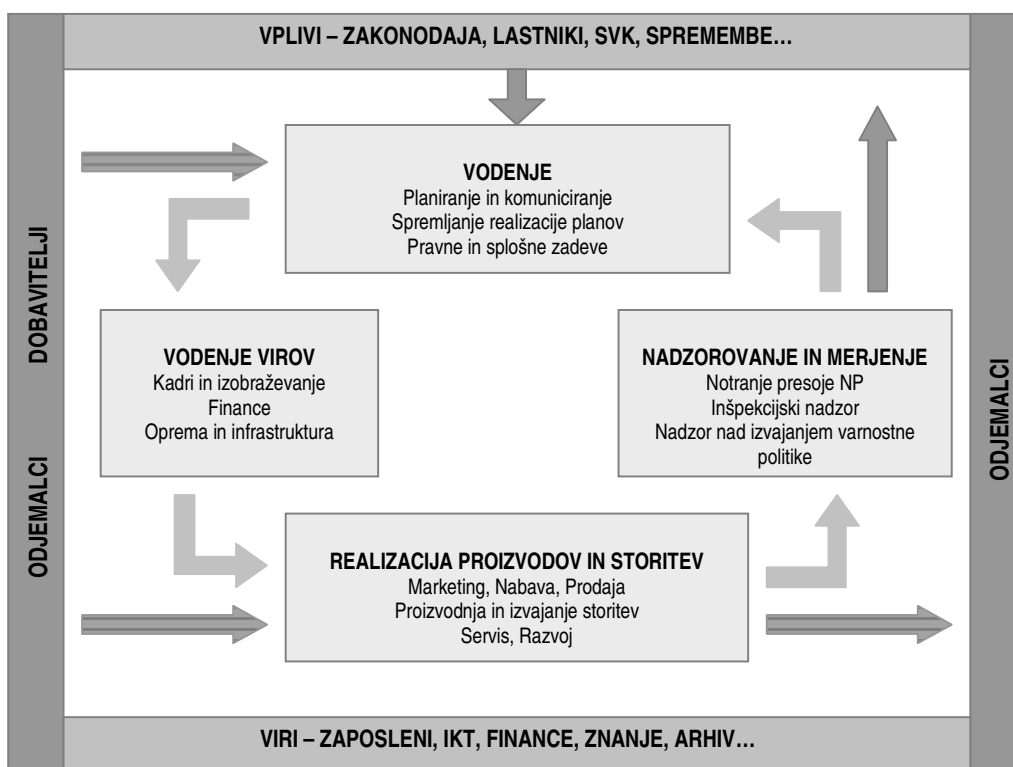 VPLIVI – ZAKONODAJA, LASTNIKI, SVK, SPREMEMBE…
DOBAVITELJI
ODJEMALCI
VODENJE
Planiranje in komuniciranje
Spremljanje realizacije planov
Pravne in splošne zadeve
VODENJE VIROV
Kadri in izobraževanje
Finance
Oprema in infrastruktura
NADZOROVANJE IN MERJENJE
Notranje presoje NP
Inšpekcijski nadzor
Nadzor nad izvajanjem varnostne
politike
REALIZACIJA PROIZVODOV IN STORITEV
Marketing, Nabava, Prodaja
Proizvodnja in izvajanje storitev
Servis, Razvoj
ODJEMALCI
VIRI – ZAPOSLENI, IKT, FINANCE, ZNANJE, ARHIV…